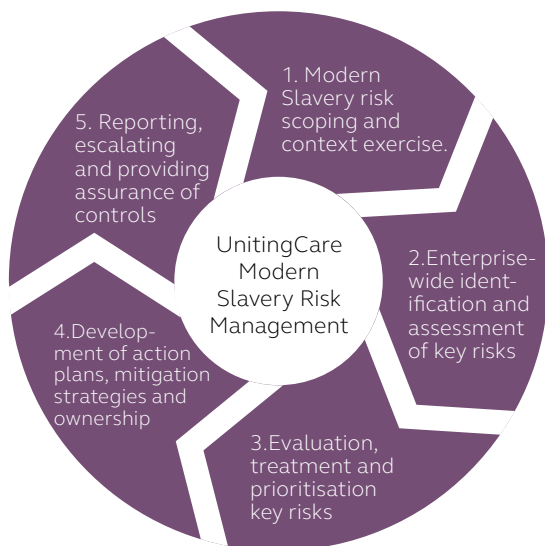 1. Modern
Slavery risk
scoping and
context exercise.
2.Enterprise-
wide ident-
ification and
assessment
of key risks
3.Evaluation,
treatment and
prioritisation
key risks
4.Develop-
ment of action
plans, mitigation
strategies and
ownership
5. Reporting,
escalating
and providing
assurance of
controls
UnitingCare
Modern
Slavery Risk
Management